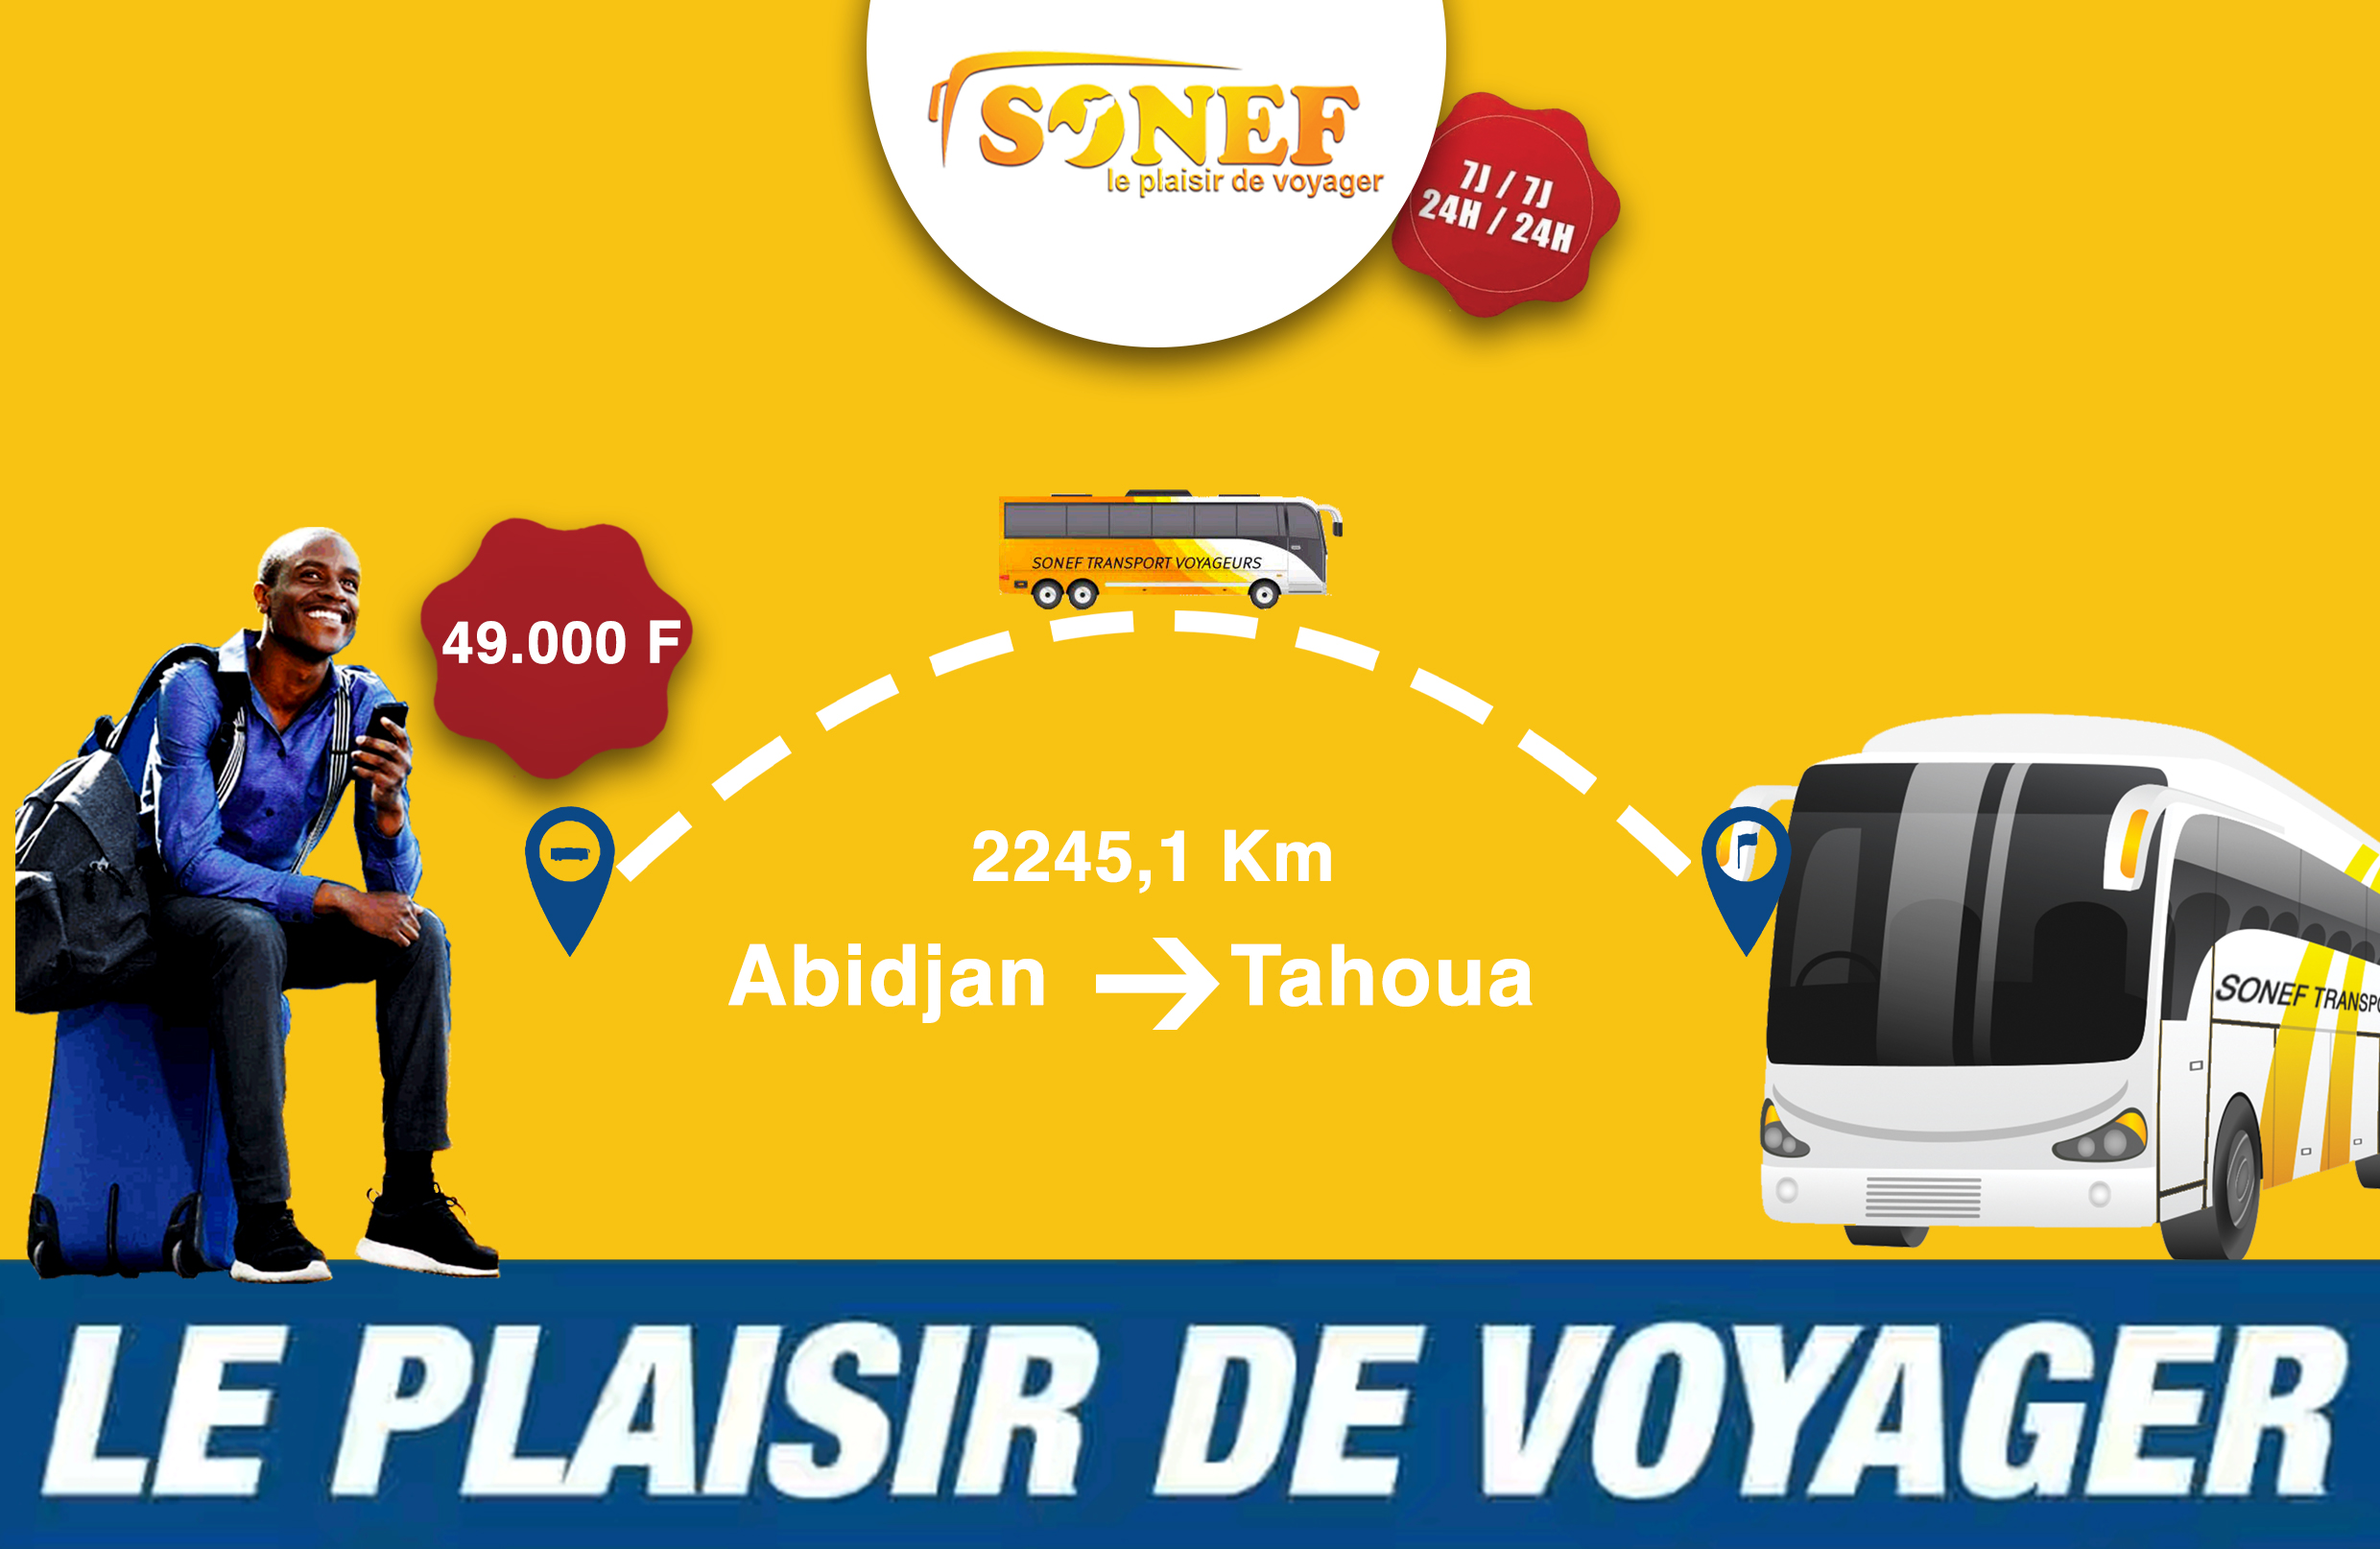 SONEF
le plaisir de voyager
7J / 7J
24H / 24H
SONEF TRANSPORT VOYAGEURS
49.000 F
2245,1 Km
Abidjan → Tahoua
SONEF TRANSPO
LE PLAISIR DE VOYAGER